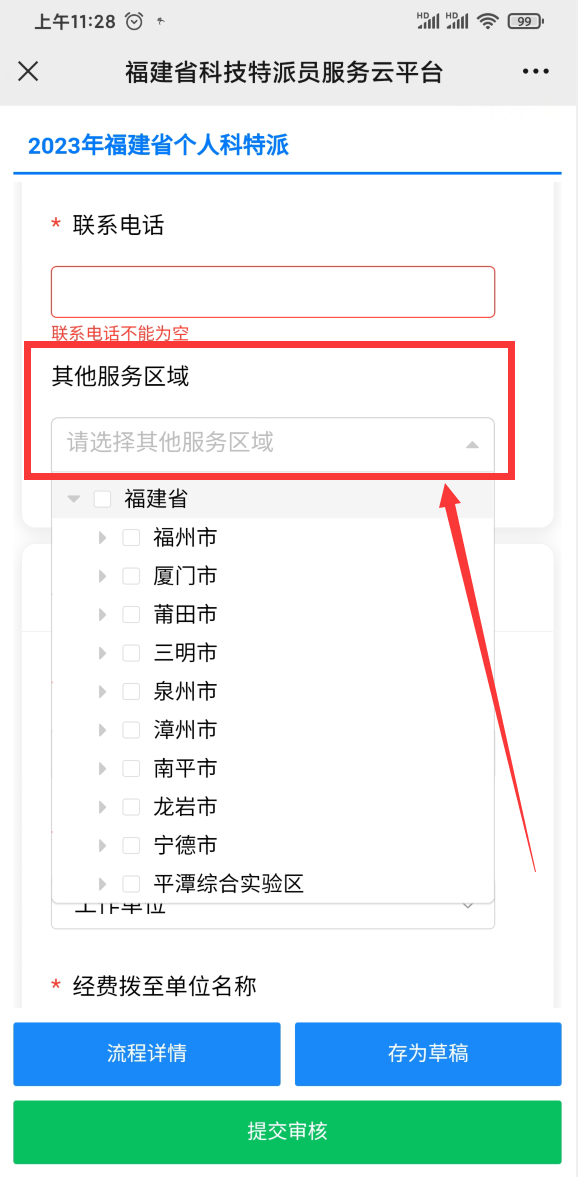 上午11:28
HD HD 99
福建省科技特派员服务云平台
2023年福建省个人科特派
* 联系电话
联系电话不能为空
其他服务区域
请选择其他服务区域
福建省
福州市
厦门市
莆田市
三明市
泉州市
漳州市
南平市
龙岩市
宁德市
平潭综合实验区
工作单位
* 经费拨至单位名称
流程详情
存为草稿
提交审核